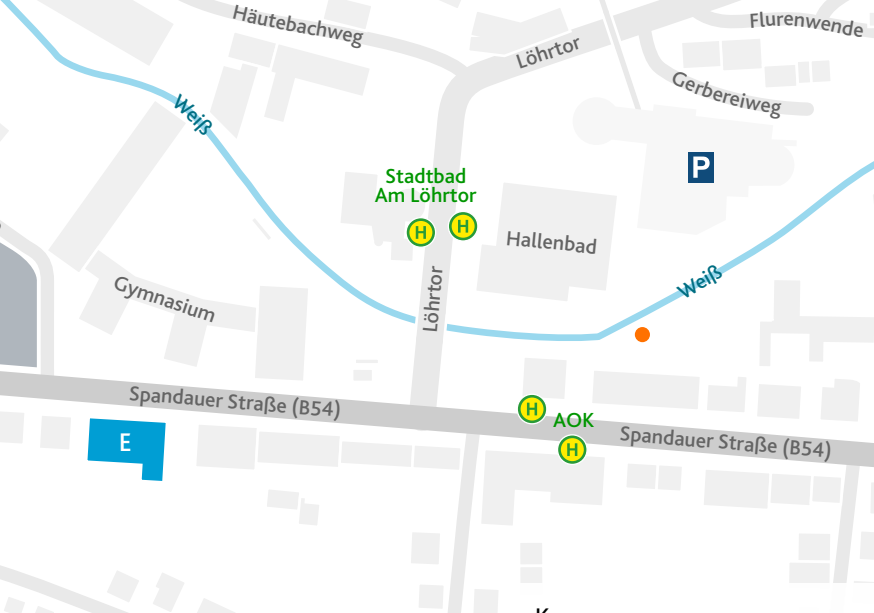 Häutebachweg
Flurenwende
Löhrtor
Gerbereiweg
Weiß
P
Stadtbad
Am Löhrtor
H
H
Hallenbad
Weiß
Gymnasium
Löhrtor
Spandauer Straße (B54)
H
AOK
Spandauer Straße (B54)
E
H